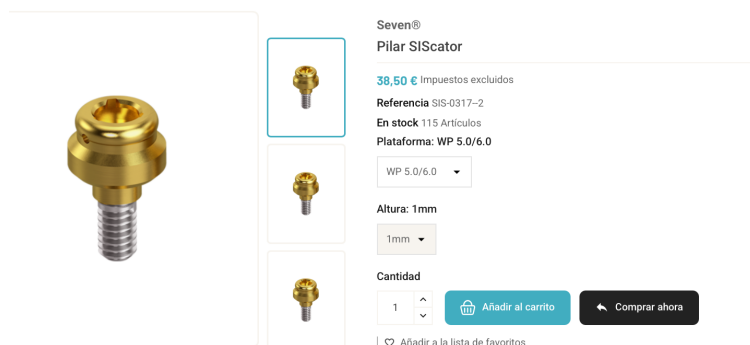 Seven®
Pilar SIScator
38,50 € Impuestos excluidos
Referencia SIS-0317--2
En stock 115 Artículos
Plataforma: WP 5.0/6.0
WP 5.0/6.0
Altura: 1mm
1mm
Cantidad
1
Añadir al carrito
Comprar ahora
Añadir a la lista de favoritos